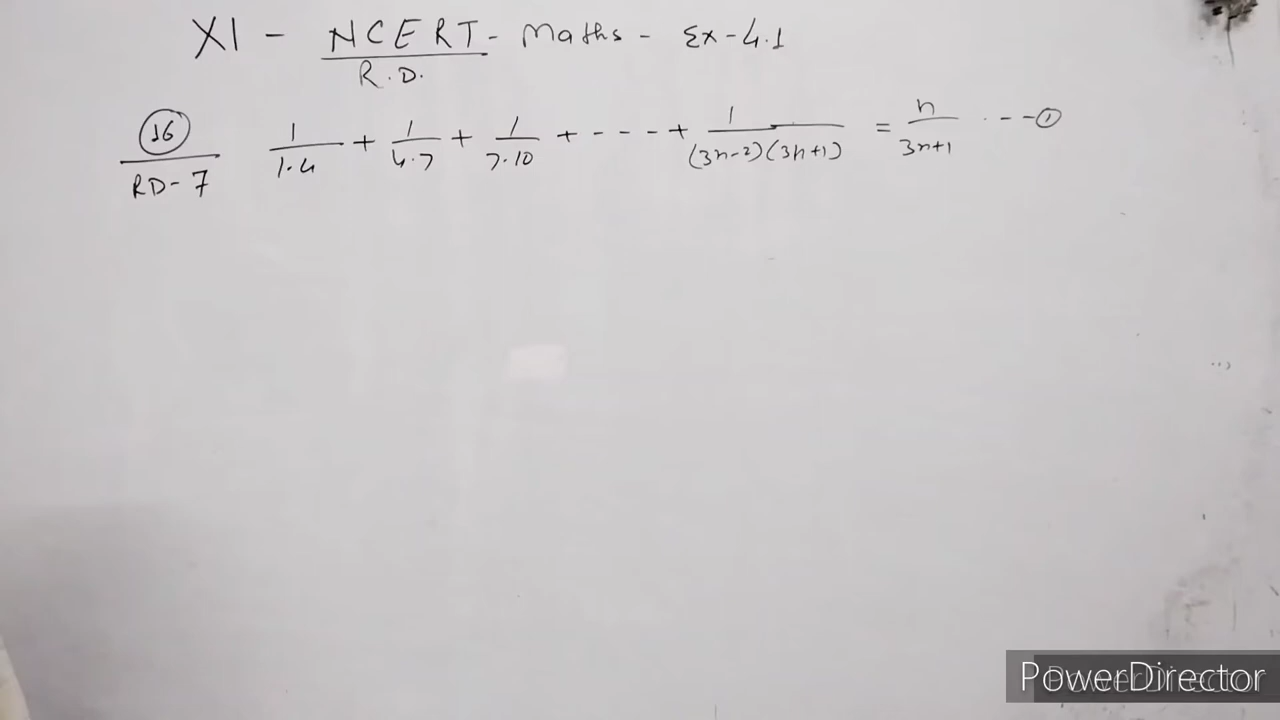 XI - NCERT - Maths - Ex - 4.1
R.D.
16 1/1.4 + 1/4.7 + 1/7.10 + - - - - + 1/(3n-2)(3n+1) = n/3n+1 - - - 1
RD-7
PowerDirector